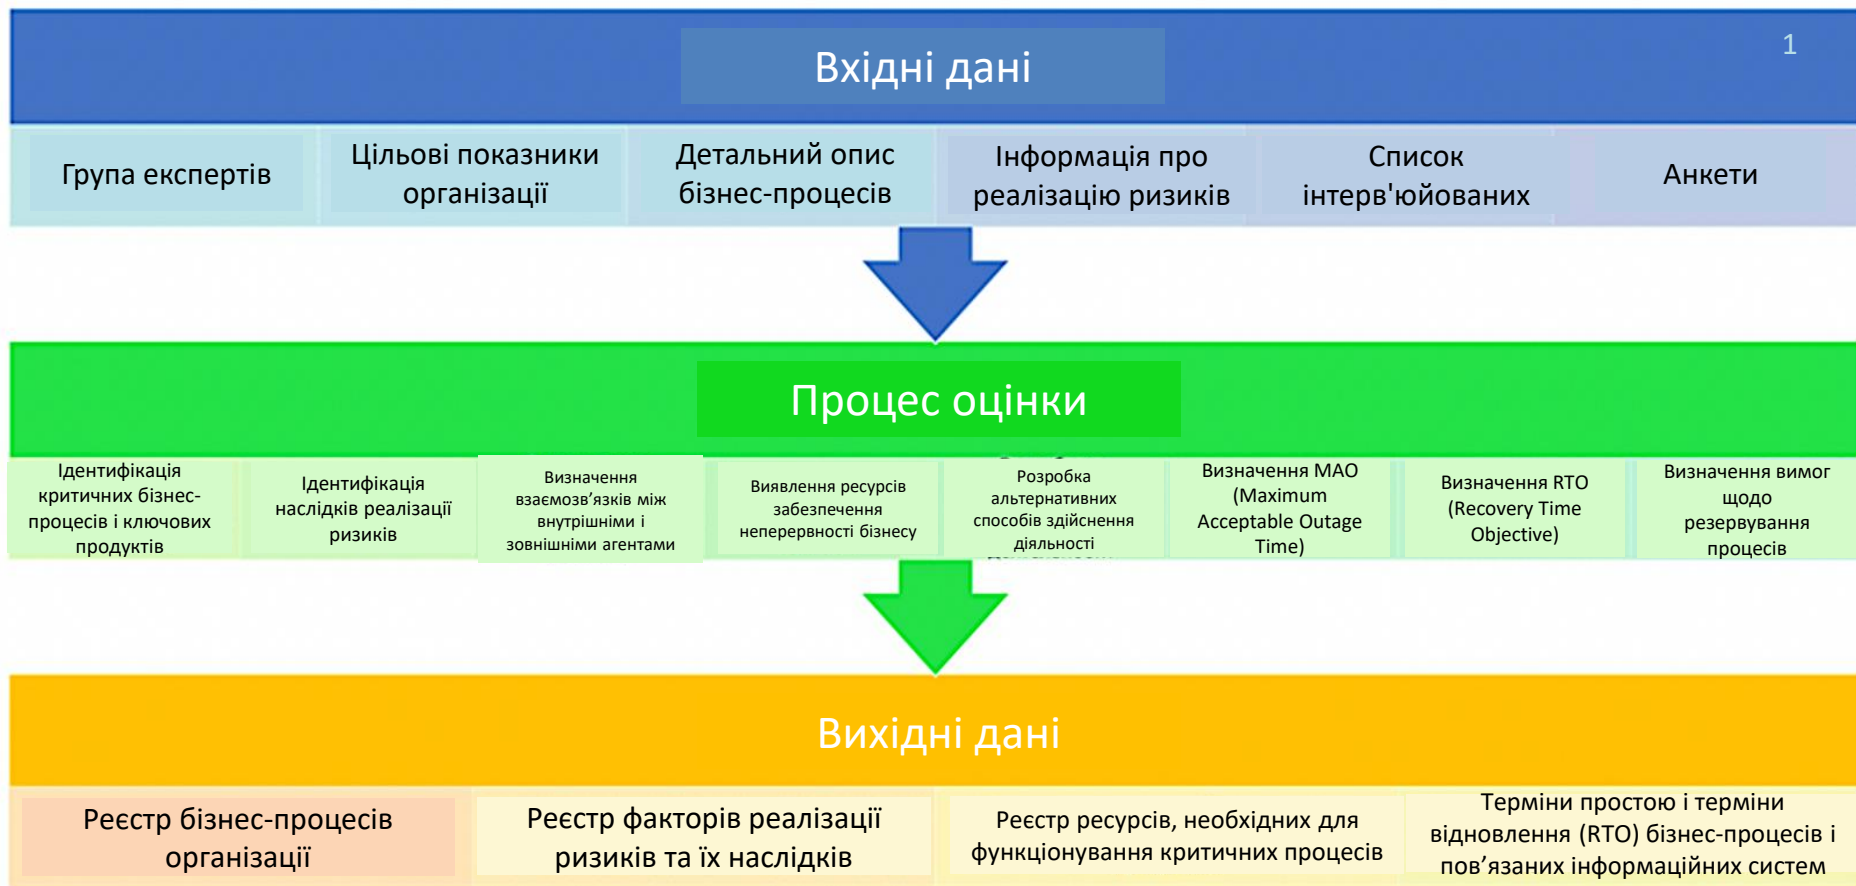 1
Вхідні дані
Група експертів
Цільові показники
організації
Детальний опис
бізнес-процесів
Інформація про
реалізацію ризиків
Список
інтерв'юйованих
Анкети
Процес оцінки
Ідентифікація
критичних бізнес-
процесів і ключових
продуктів
Ідентифікація
наслідків реалізації
ризиків
Визначення
взаємозв’язків між
внутрішніми і
зовнішніми агентами
Виявлення ресурсів
забезпечення
неперервності бізнесу
Розробка
альтернативних
способів здійснення
діяльності
Визначення MAO
(Maximum
Acceptable Outage
Time)
Визначення RTO
(Recovery Time
Objective)
Визначення вимог
щодо
резервування
процесів
Вихідні дані
Реєстр бізнес-процесів
організації
Реєстр факторів реалізації
ризиків та їх наслідків
Реєстр ресурсів, необхідних для
функціонування критичних процесів
Терміни простою і терміни
відновлення (RTO) бізнес-процесів і
пов’язаних інформаційних систем